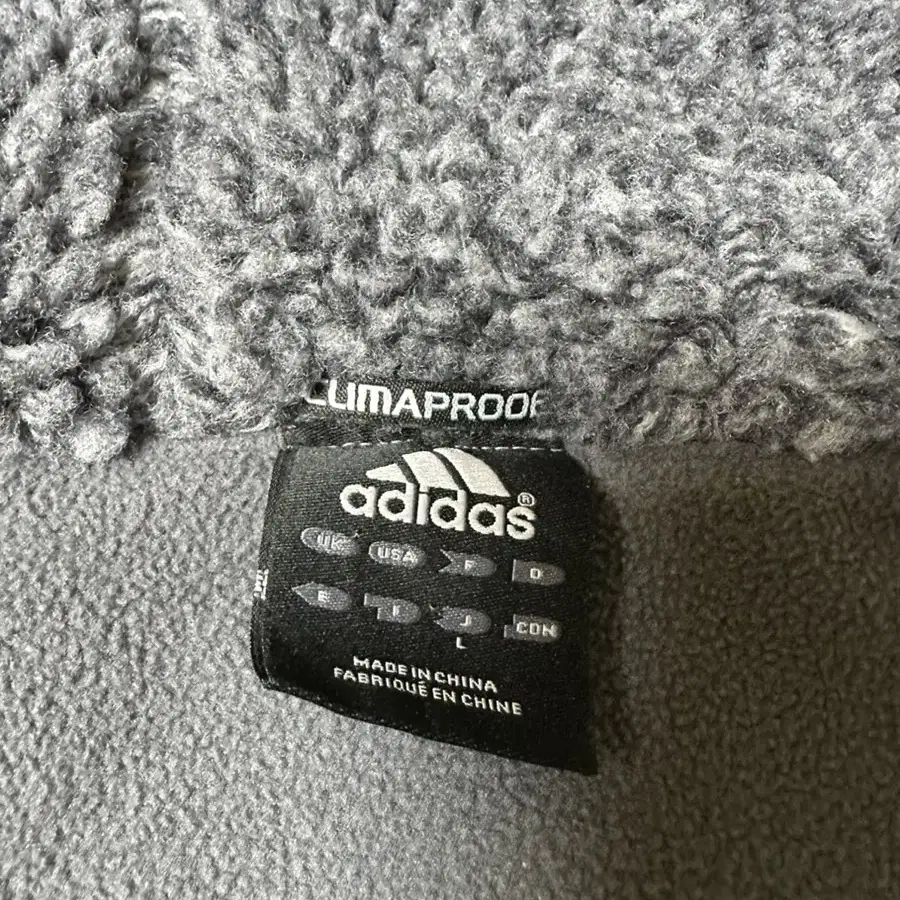 CLIMAPROOF
adidas®
UK USA F D
E I J CDN
L
MADE IN CHINA
FABRIQUÉ EN CHINE